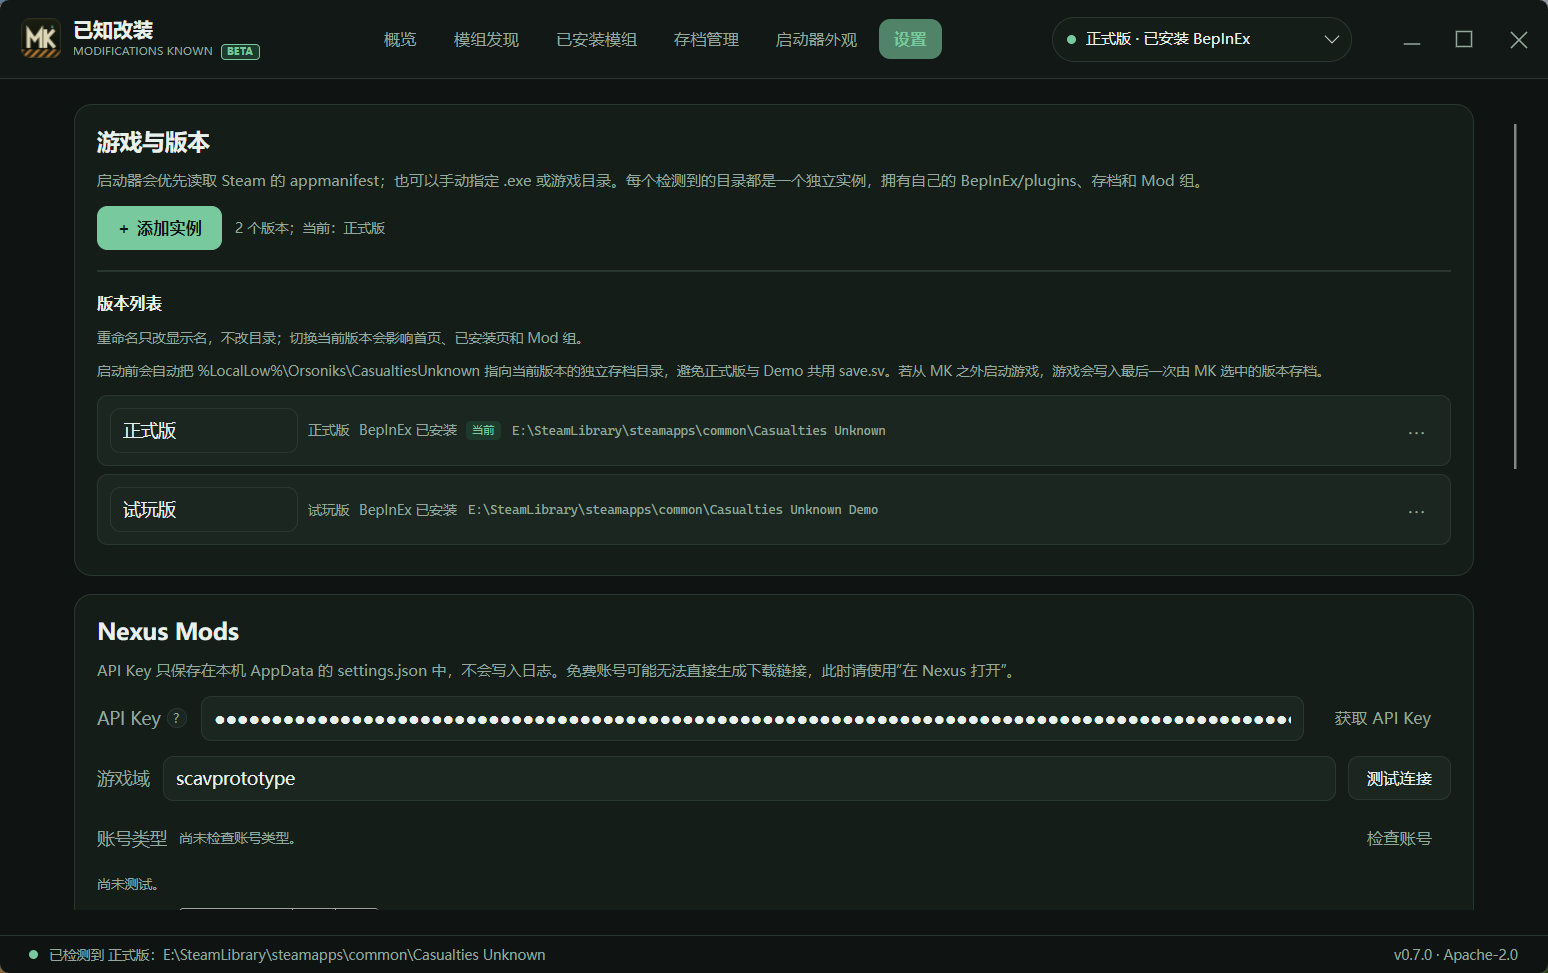 MK 已知改装
MODIFICATIONS KNOWN BETA
概览 模组发现 已安装模组 存档管理 启动器外观 设置
正式版 · 已安装 BepInEx
游戏与版本
启动器会优先读取 Steam 的 appmanifest；也可以手动指定 .exe 或游戏目录。每个检测到的目录都是一个独立实例，拥有自己的 BepInEx/plugins、存档和 Mod 组。
+ 添加实例 2 个版本；当前：正式版
版本列表
重命名只改显示名，不改目录；切换当前版本会影响首页、已安装页和 Mod 组。
启动前会自动把 %LocalLow%\Orsoniks\CasualtiesUnknown 指向当前版本的独立存档目录，避免正式版与 Demo 共用 save.sv。若从 MK 之外启动游戏，游戏会写入最后一次由 MK 选中的版本存档。
正式版 正式版 BepInEx 已安装 当前 E:\SteamLibrary\steamapps\common\Casualties Unknown ...
试玩版 试玩版 BepInEx 已安装 E:\SteamLibrary\steamapps\common\Casualties Unknown Demo ...
Nexus Mods
API Key 只保存在本机 AppData 的 settings.json 中，不会写入日志。免费账号可能无法直接生成下载链接，此时请使用“在 Nexus 打开”。
API Key ? 获取 API Key
游戏域 scavprototype 测试连接
账号类型 尚未检查账号类型。 检查账号
尚未测试。
已检测到 正式版：E:\SteamLibrary\steamapps\common\Casualties Unknown
v0.7.0 · Apache-2.0